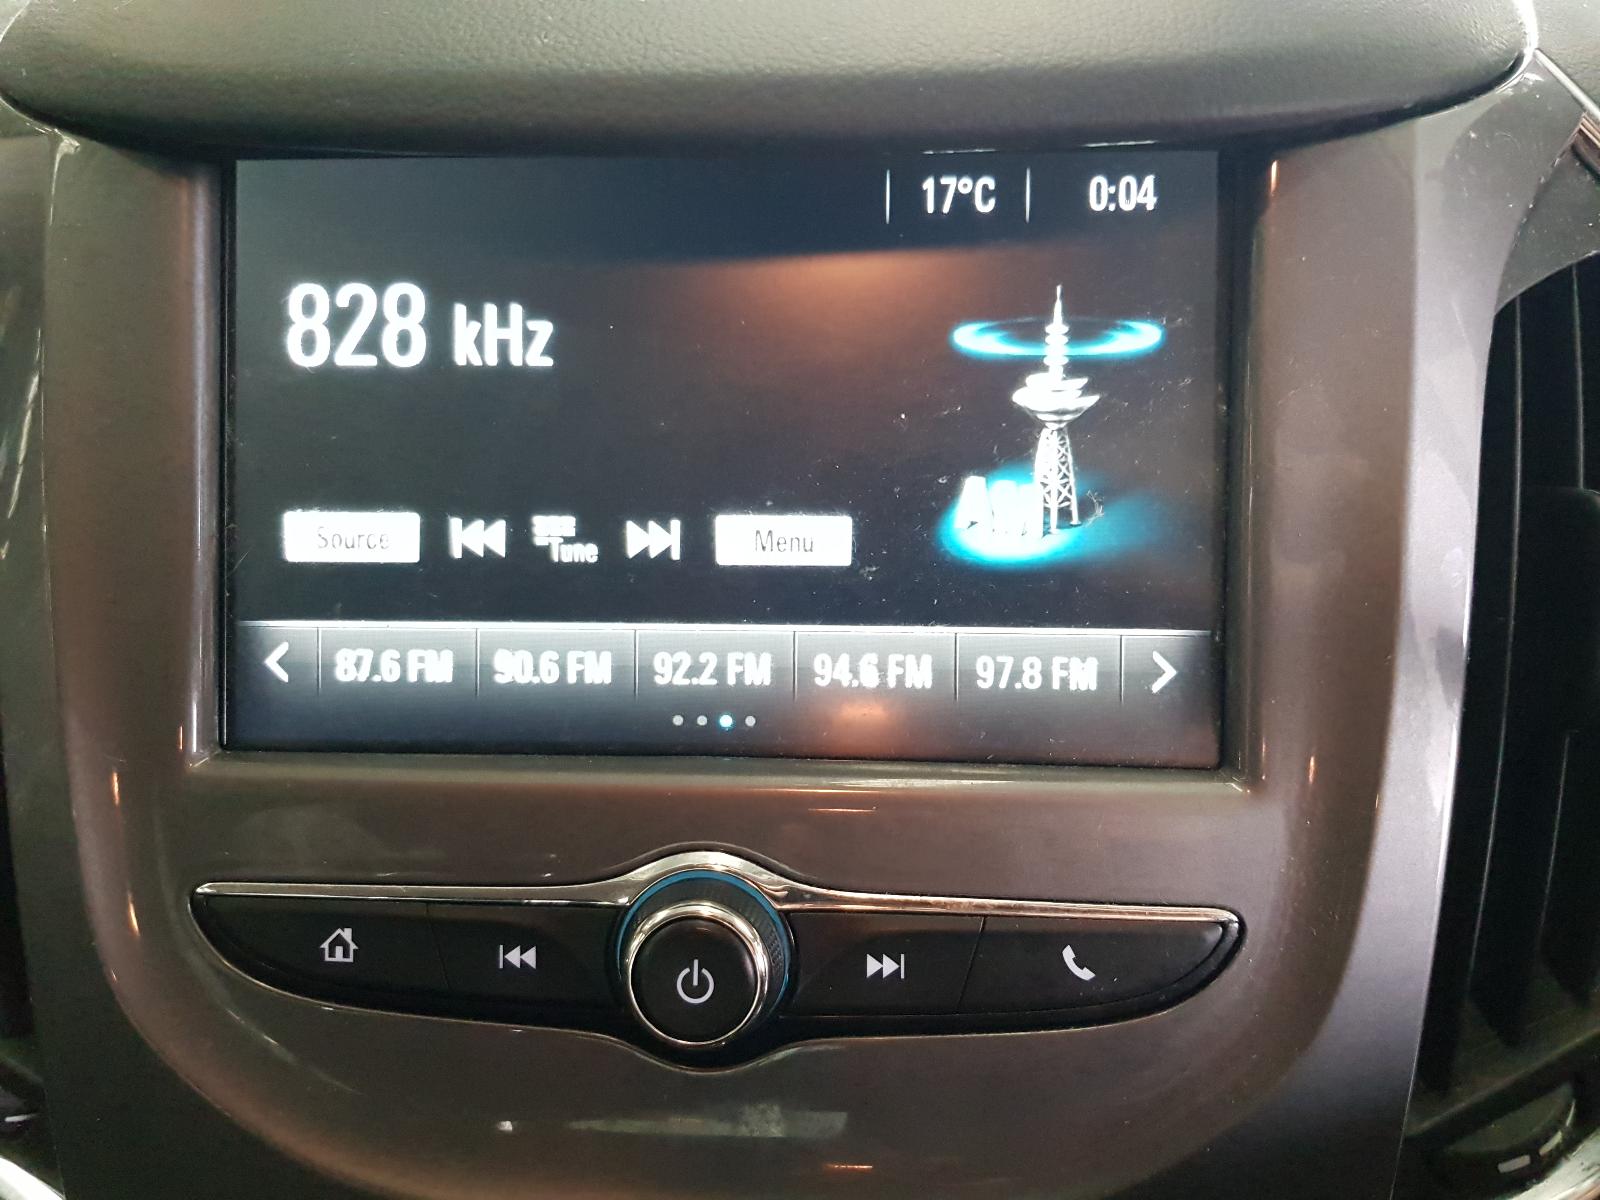 17°C 0:04
828 kHz
AM
Source Tune Menu
87.6 FM 90.6 FM 92.2 FM 94.6 FM 97.8 FM